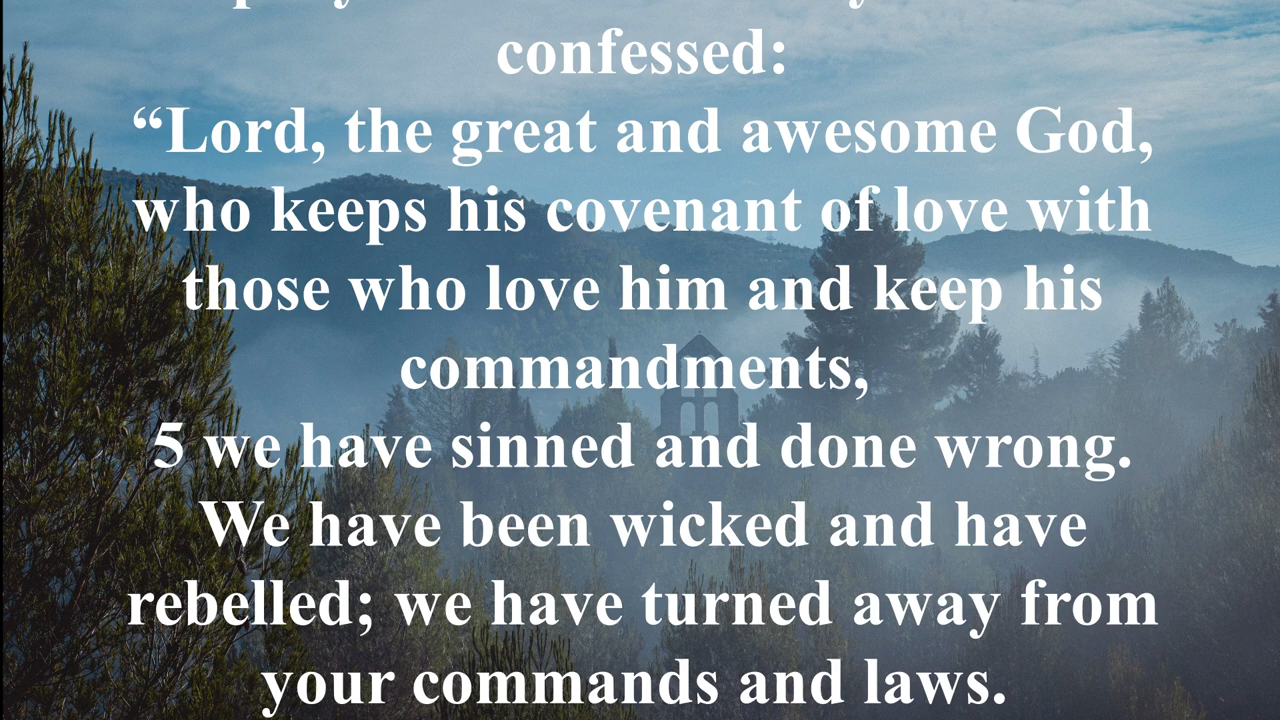 confessed:
“Lord, the great and awesome God,
who keeps his covenant of love with
those who love him and keep his
commandments,
5 we have sinned and done wrong.
We have been wicked and have
rebelled; we have turned away from
your commands and laws.